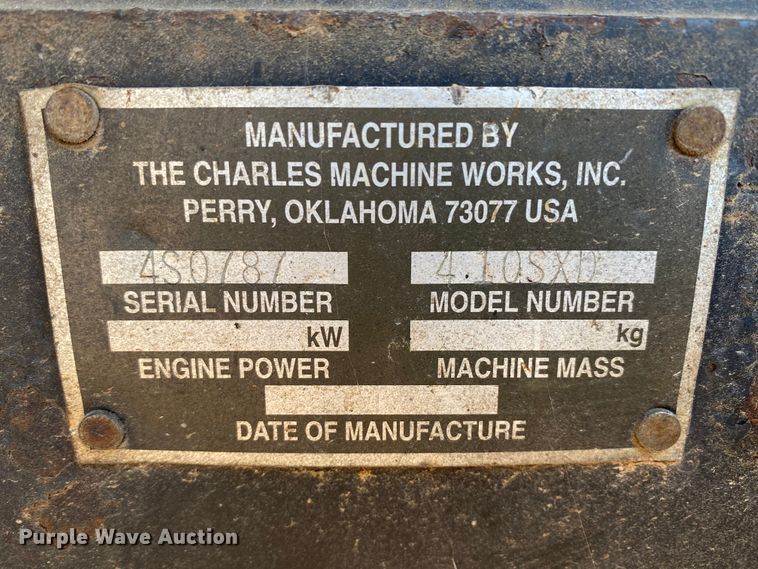 MANUFACTURED BY
THE CHARLES MACHINE WORKS, INC.
PERRY, OKLAHOMA 73077 USA
4S0787 4 10SXD
SERIAL NUMBER MODEL NUMBER
kW kg
ENGINE POWER MACHINE MASS
DATE OF MANUFACTURE
Purple Wave Auction®